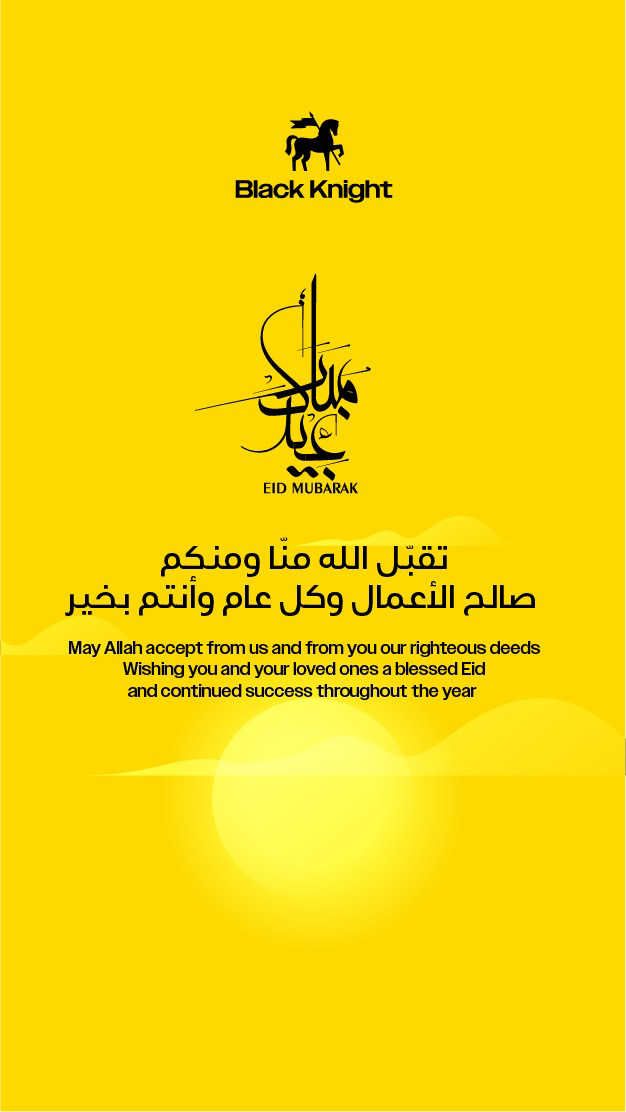 Black Knight
عيد مبارك
EID MUBARAK
تقبّل الله منّا ومنكم
صالح الأعمال وكل عام وأنتم بخير
May Allah accept from us and from you our righteous deeds
Wishing you and your loved ones a blessed Eid
and continued success throughout the year